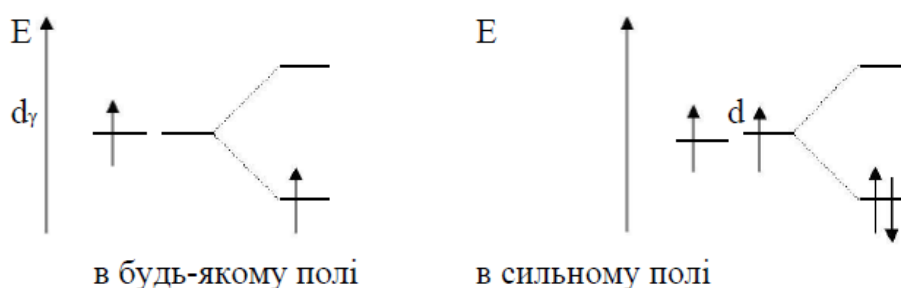 E
E
dγ
d
в будь-якому полі
в сильному полі